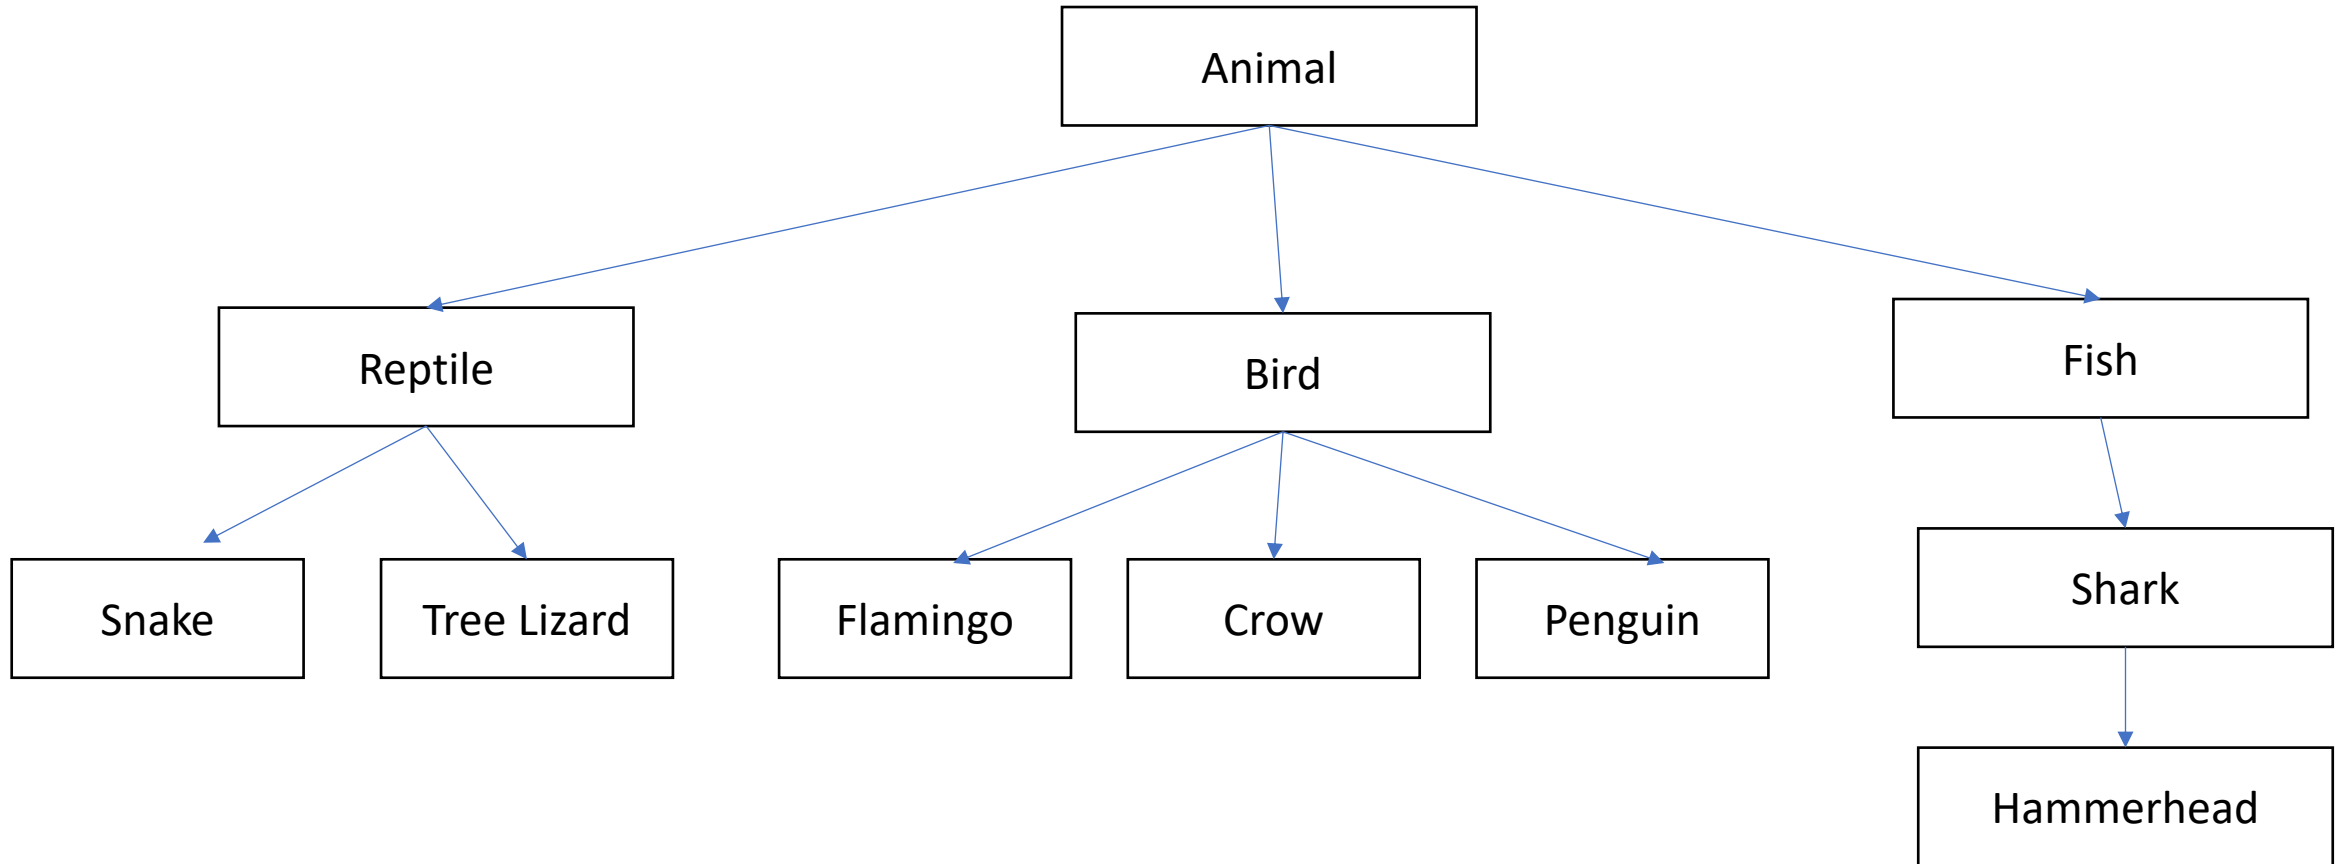 Animal
Reptile
Bird
Fish
Snake
Tree Lizard
Flamingo
Crow
Penguin
Shark
Hammerhead